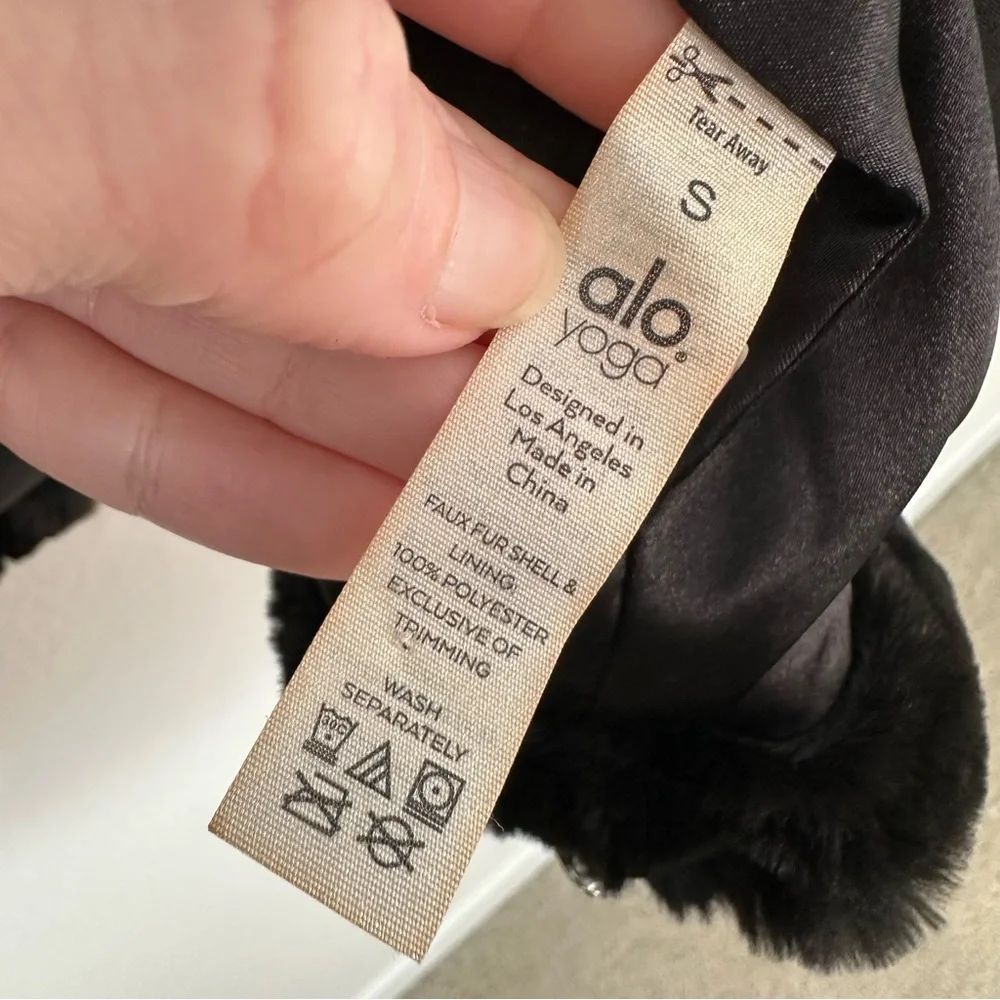 Tear Away
S
alo
yoga®
Designed in
Los Angeles
Made in
China
FAUX FUR SHELL &
LINING
100% POLYESTER
EXCLUSIVE OF
TRIMMING
WASH
SEPARATELY
30C